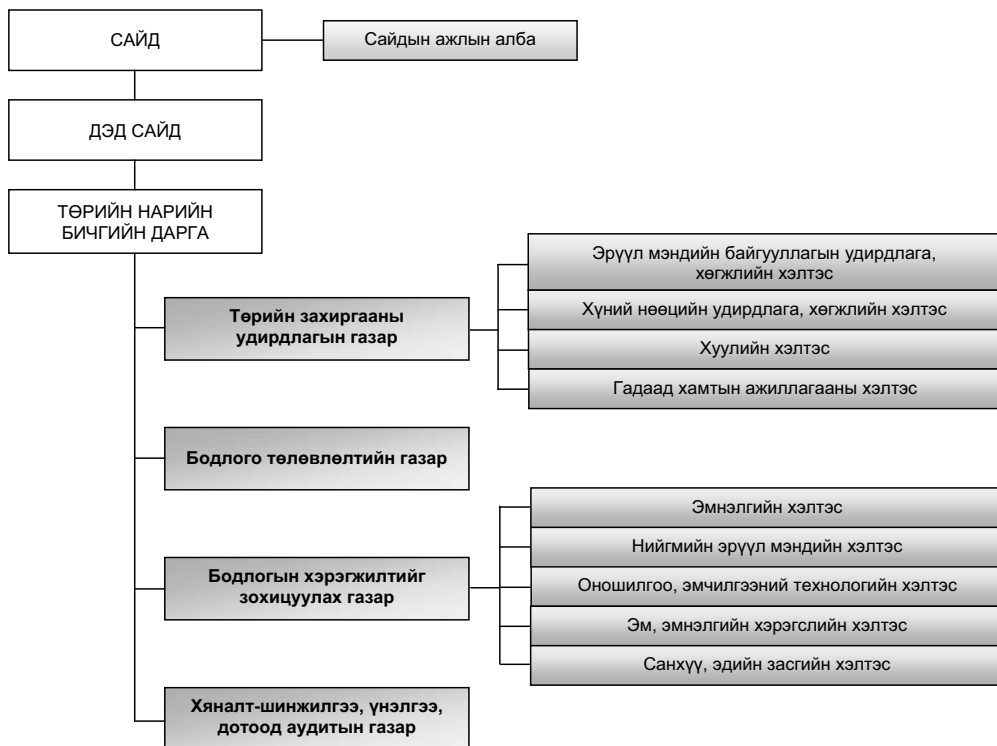 САЙД
Сайдын ажлын алба
ДЭД САЙД
ТӨРИЙН НАРИЙН
БИЧГИЙН ДАРГА
Төрийн захиргааны
удирдлагын газар
Эрүүл мэндийн байгууллагын удирдлага,
хөгжлийн хэлтэс
Хүний нөөцийн удирдлага, хөгжлийн хэлтэс
Хуулийн хэлтэс
Гадаад хамтын ажиллагааны хэлтэс
Бодлого төлөвлөлтийн газар
Бодлогын хэрэгжилтийг
зохицуулах газар
Эмнэлгийн хэлтэс
Нийгмийн эрүүл мэндийн хэлтэс
Оношилгоо, эмчилгээний технологийн хэлтэс
Эм, эмнэлгийн хэрэгслийн хэлтэс
Санхүү, эдийн засгийн хэлтэс
Хяналт-шинжилгээ, үнэлгээ,
дотоод аудитын газар